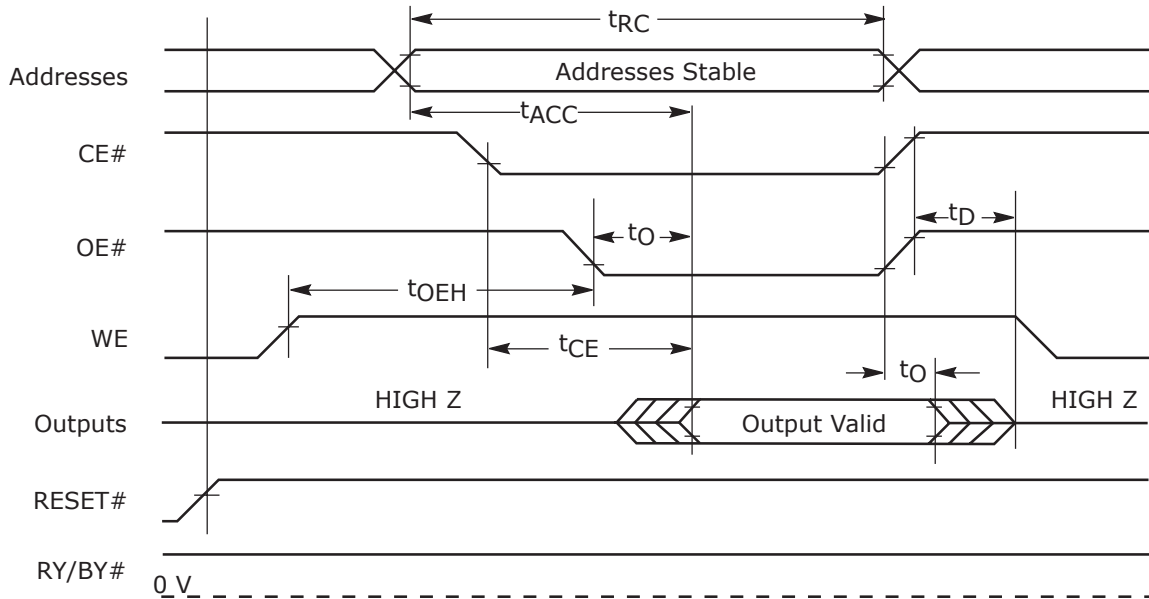 tRC
Addresses
Addresses Stable
tACC
CE#
tD
OE#
tO
tOEH
WE
tCE
tO
HIGH Z
HIGH Z
Outputs
Output Valid
RESET#
RY/BY#
0 V